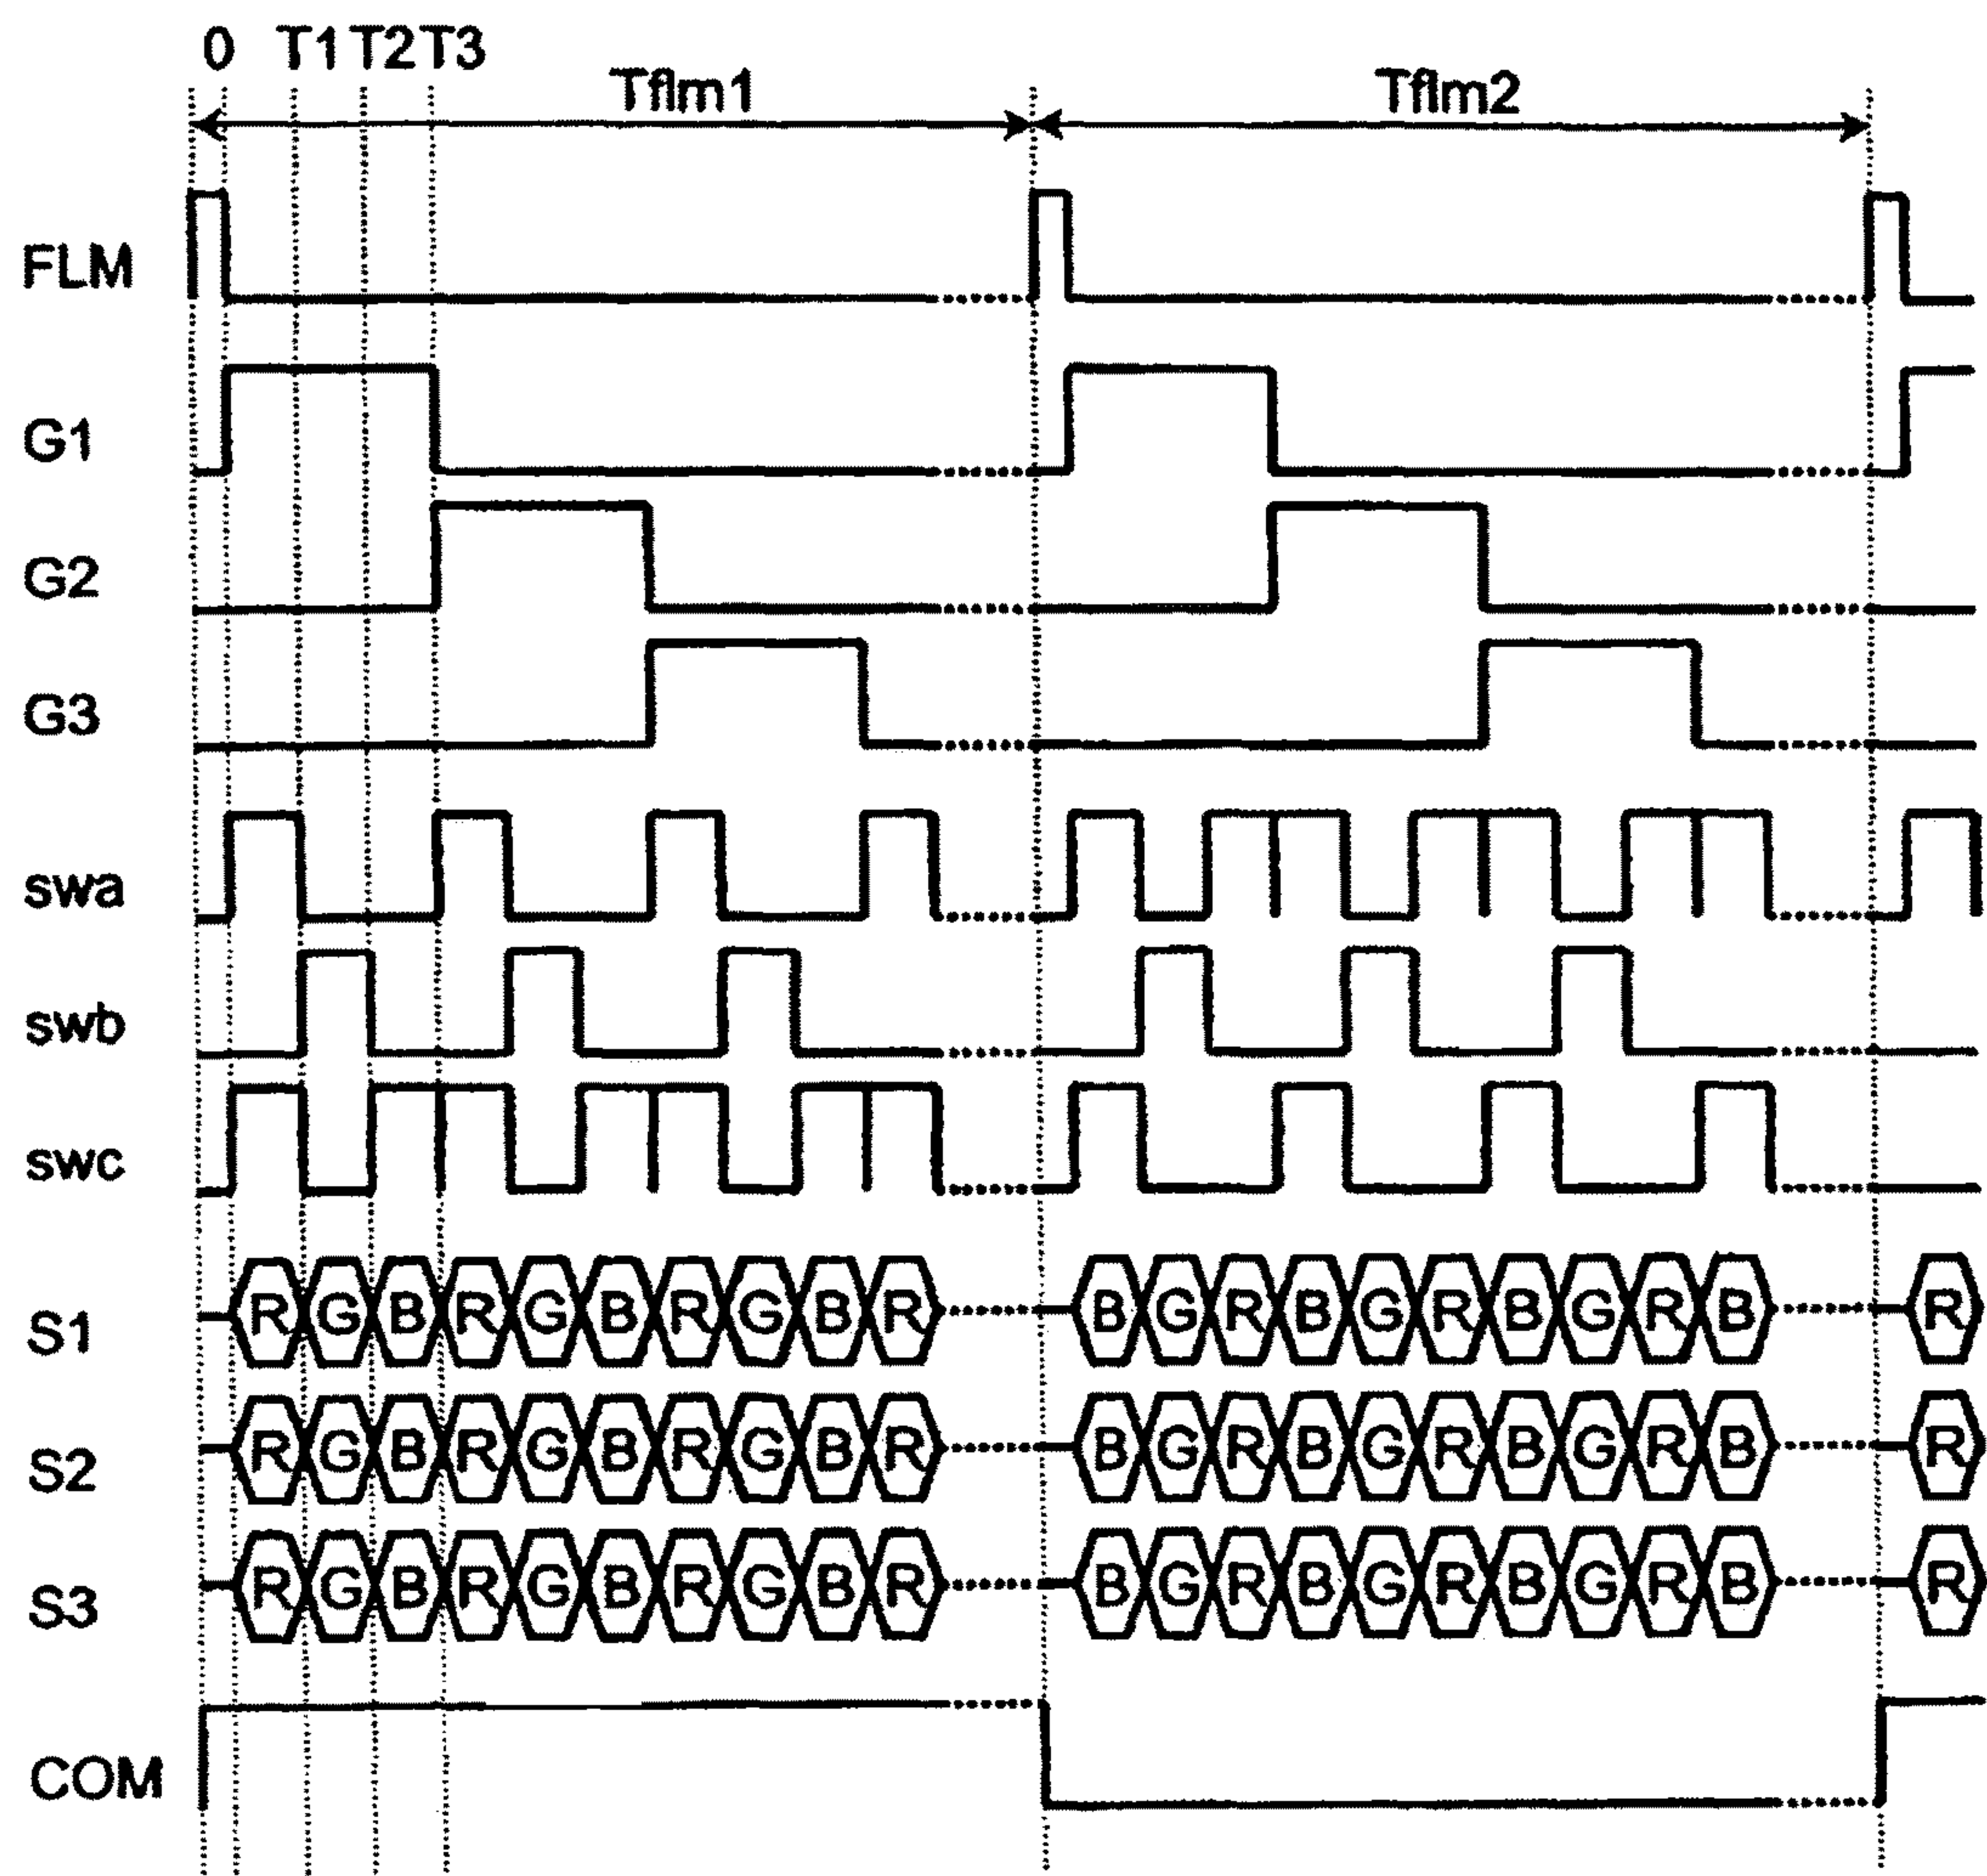 0 T1 T2 T3
Tflm1 Tflm2
FLM
G1
G2
G3
swa
swb
swc
S1 R G B R G B R G B R B G R B G R B G R B R
S2 R G B R G B R G B R B G R B G R B G R B R
S3 R G B R G B R G B R B G R B G R B G R B R
COM